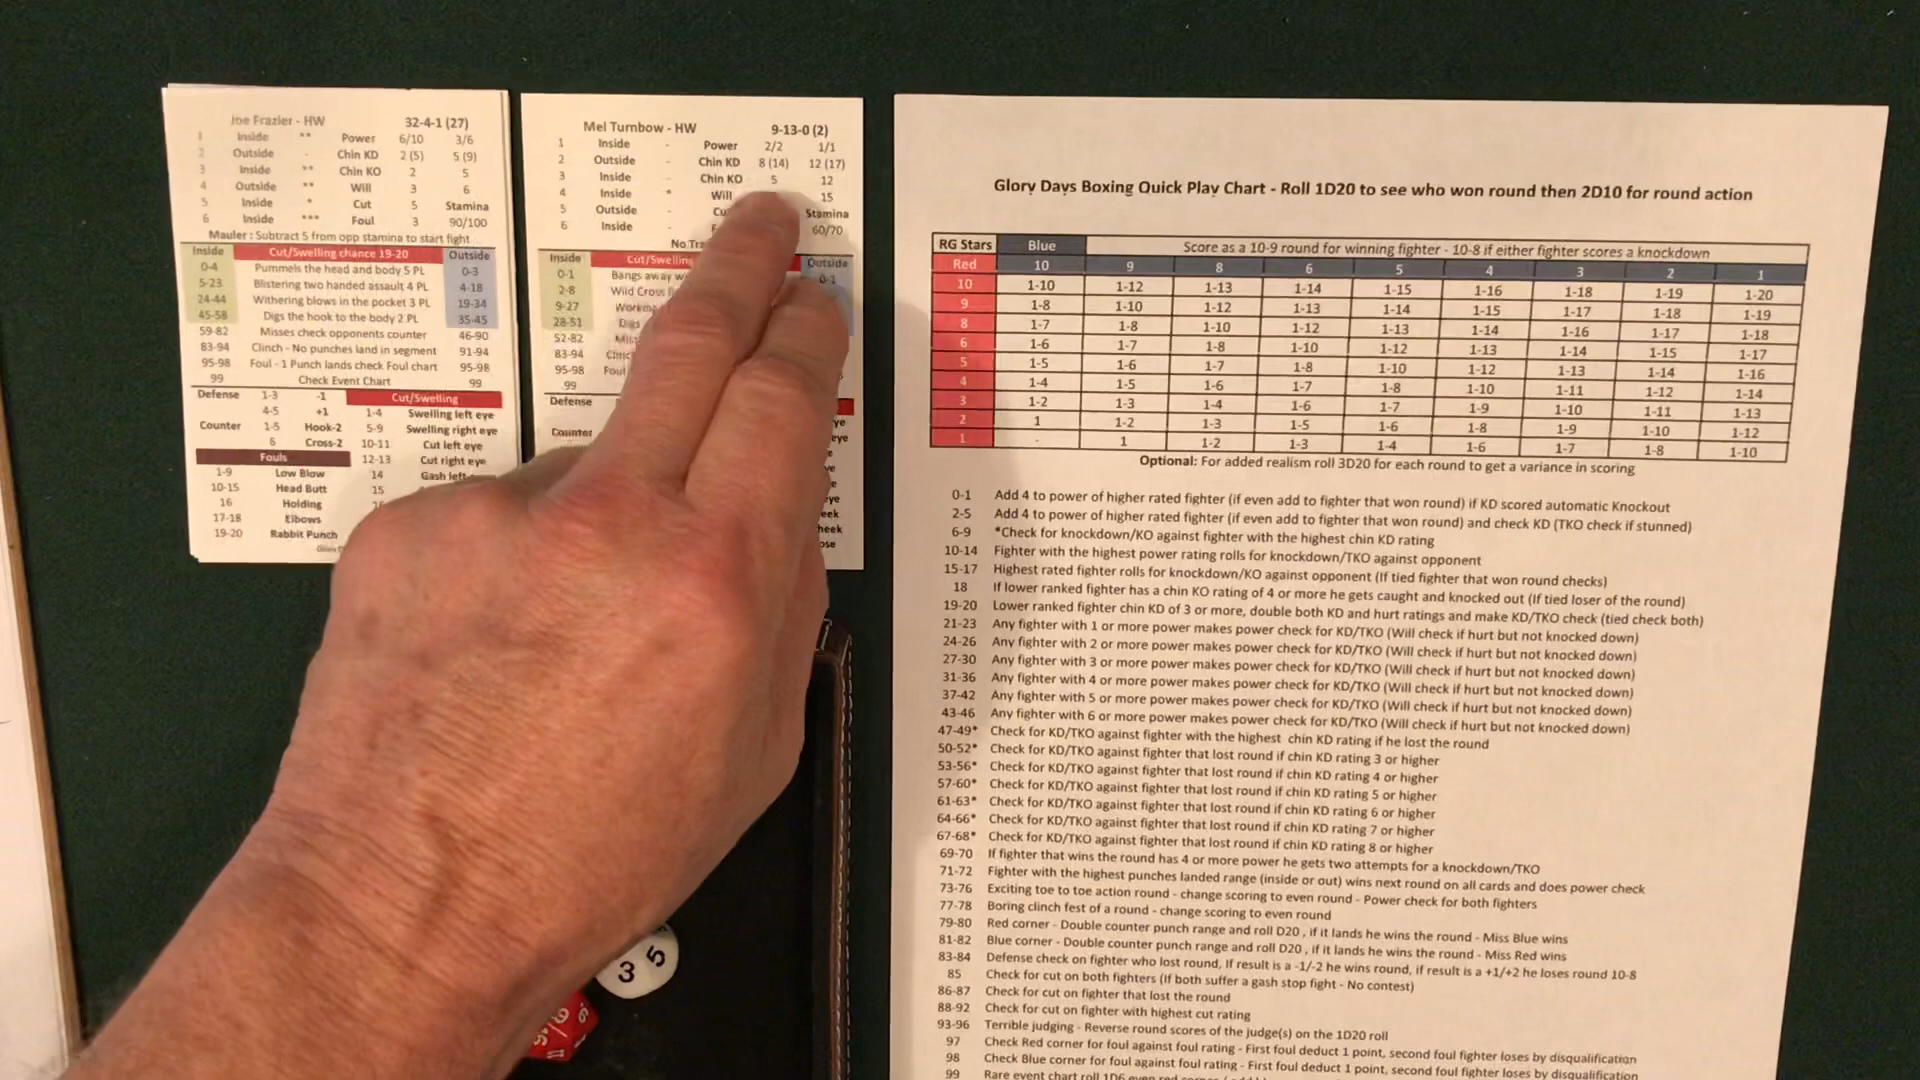 Joe Frazier - HW 32-4-1 (27)
1 Inside ** Power 6/10 3/6
2 Outside - Chin KD 2 (5) 5 (9)
3 Inside ** Chin KO 2 5
4 Outside ** Will 3 6
5 Inside * Cut 5 Stamina
6 Inside *** Foul 3 90/100
Mauler : Subtract 5 from opp stamina to start fight
Inside Cut/Swelling chance 19-20 Outside
0-4 Pummels the head and body 5 PL 0-3
5-23 Blistering two handed assault 4 PL 4-18
24-44 Withering blows in the pocket 3 PL 19-34
45-58 Digs the hook to the body 2 PL 35-45
59-82 Misses check opponents counter 46-90
83-94 Clinch - No punches land in segment 91-94
95-98 Foul - 1 Punch lands check Foul chart 95-98
99 Check Event Chart 99
Defense 1-3 -1 Cut/Swelling
4-5 +1 1-4 Swelling left eye
Counter 1-5 Hook-2 5-9 Swelling right eye
6 Cross-2 10-11 Cut left eye
Fouls 12-13 Cut right eye
1-9 Low Blow 14 Gash left
10-15 Head Butt 15
16 Holding
17-18 Elbows
19-20 Rabbit Punch
Mel Turnbow - HW 9-13-0 (2)
1 Inside - Power 2/2 1/1
2 Outside - Chin KD 8 (14) 12 (17)
3 Inside - Chin KO 5 12
4 Inside * Will 15
5 Outside - Stamina
6 Inside - 60/70
No
Inside Cut/Swelling Outside
0-1 Bangs away 0-1
2-8 Wild Cross
9-27
28-51 Digs
52-82
83-94
95-98
99
Defense
Counter
Glory Days Boxing Quick Play Chart - Roll 1D20 to see who won round then 2D10 for round action
RG Stars Blue Score as a 10-9 round for winning fighter - 10-8 if either fighter scores a knockdown
Red 10 9 8 6 5 4 3 2 1
10 1-10 1-12 1-13 1-14 1-15 1-16 1-18 1-19 1-20
9 1-8 1-10 1-12 1-13 1-14 1-15 1-17 1-18 1-19
8 1-7 1-8 1-10 1-12 1-13 1-14 1-16 1-17 1-18
6 1-6 1-7 1-8 1-10 1-12 1-13 1-14 1-15 1-17
5 1-5 1-6 1-7 1-8 1-10 1-12 1-13 1-14 1-16
4 1-4 1-5 1-6 1-7 1-8 1-10 1-11 1-12 1-14
3 1-2 1-3 1-4 1-6 1-7 1-9 1-10 1-11 1-13
2 1 1-2 1-3 1-5 1-6 1-8 1-9 1-10 1-12
1 - 1 1-2 1-3 1-4 1-6 1-7 1-8 1-10
Optional: For added realism roll 3D20 for each round to get a variance in scoring
0-1 Add 4 to power of higher rated fighter (if even add to fighter that won round) if KD scored automatic Knockout
2-5 Add 4 to power of higher rated fighter (if even add to fighter that won round) and check KD (TKO check if stunned)
6-9 *Check for knockdown/KO against fighter with the highest chin KD rating
10-14 Fighter with the highest power rating rolls for knockdown/TKO against opponent
15-17 Highest rated fighter rolls for knockdown/KO against opponent (If tied fighter that won round checks)
18 If lower ranked fighter has a chin KO rating of 4 or more he gets caught and knocked out (If tied loser of the round)
19-20 Lower ranked fighter chin KD of 3 or more, double both KD and hurt ratings and make KD/TKO check (tied check both)
21-23 Any fighter with 1 or more power makes power check for KD/TKO (Will check if hurt but not knocked down)
24-26 Any fighter with 2 or more power makes power check for KD/TKO (Will check if hurt but not knocked down)
27-30 Any fighter with 3 or more power makes power check for KD/TKO (Will check if hurt but not knocked down)
31-36 Any fighter with 4 or more power makes power check for KD/TKO (Will check if hurt but not knocked down)
37-42 Any fighter with 5 or more power makes power check for KD/TKO (Will check if hurt but not knocked down)
43-46 Any fighter with 6 or more power makes power check for KD/TKO (Will check if hurt but not knocked down)
47-49* Check for KD/TKO against fighter with the highest chin KD rating if he lost the round
50-52* Check for KD/TKO against fighter that lost round if chin KD rating 3 or higher
53-56* Check for KD/TKO against fighter that lost round if chin KD rating 4 or higher
57-60* Check for KD/TKO against fighter that lost round if chin KD rating 5 or higher
61-63* Check for KD/TKO against fighter that lost round if chin KD rating 6 or higher
64-66* Check for KD/TKO against fighter that lost round if chin KD rating 7 or higher
67-68* Check for KD/TKO against fighter that lost round if chin KD rating 8 or higher
69-70 If fighter that wins the round has 4 or more power he gets two attempts for a knockdown/TKO
71-72 Fighter with the highest punches landed range (inside or out) wins next round on all cards and does power check
73-76 Exciting toe to toe action round - change scoring to even round - Power check for both fighters
77-78 Boring clinch fest of a round - change scoring to even round
79-80 Red corner - Double counter punch range and roll D20 , if it lands he wins the round - Miss Blue wins
81-82 Blue corner - Double counter punch range and roll D20 , if it lands he wins the round - Miss Red wins
83-84 Defense check on fighter who lost round, If result is a -1/-2 he wins round, if result is a +1/+2 he loses round 10-8
85 Check for cut on both fighters (If both suffer a gash stop fight - No contest)
86-87 Check for cut on fighter that lost the round
88-92 Check for cut on fighter with highest cut rating
93-96 Terrible judging - Reverse round scores of the judge(s) on the 1D20 roll
97 Check Red corner for foul against foul rating - First foul deduct 1 point, second foul fighter loses by disqualification
98 Check Blue corner for foul against foul rating - First foul deduct 1 point, second foul fighter loses by disqualification
99 Rare event chart roll 1D6
3 5